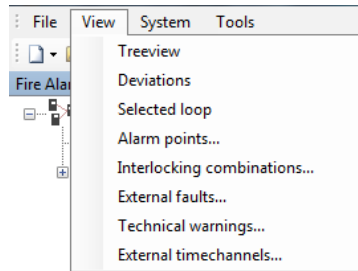 File View System Tools
Treeview
Fire Ala
Deviations
Selected loop
Alarm points...
Interlocking combinations...
External faults...
Technical warnings...
External timechannels...